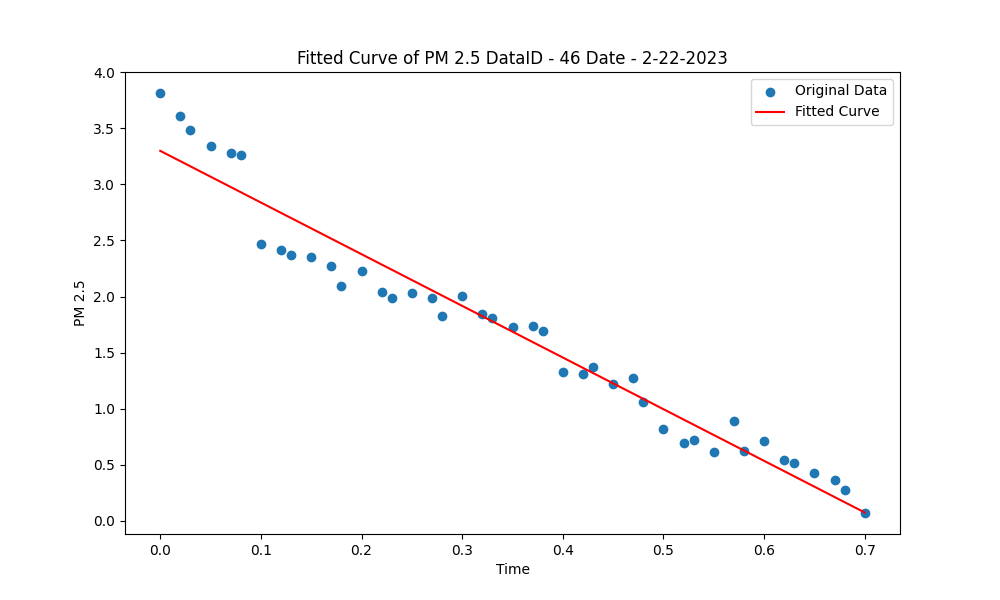 Fitted Curve of PM 2.5 DataID - 46 Date - 2-22-2023
Original Data
Fitted Curve
4.0
3.5
3.0
2.5
2.0
1.5
1.0
0.5
0.0
PM 2.5
0.0 0.1 0.2 0.3 0.4 0.5 0.6 0.7
Time